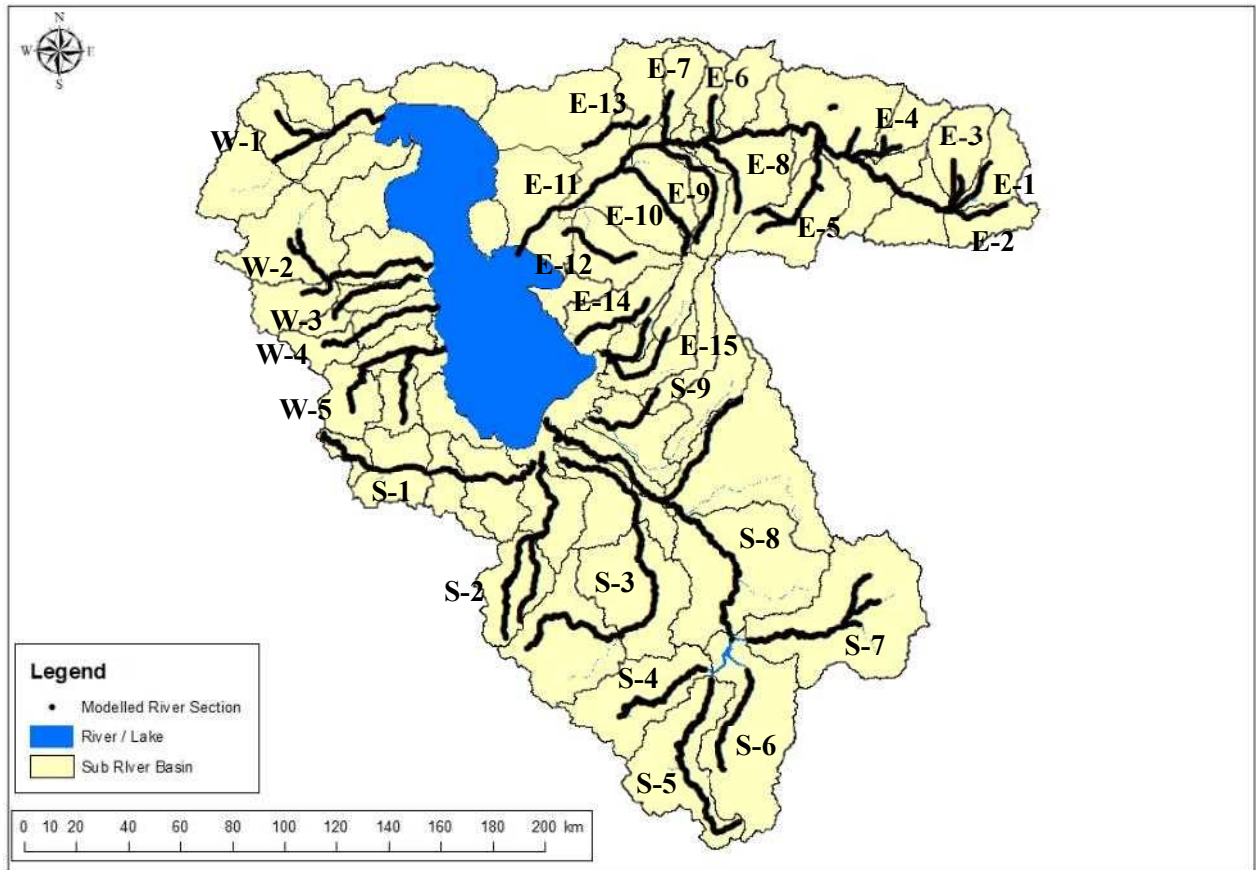 N
W E
S
E-7
E-6
E-13
E-4
W-1
E-3
E-8
E-11
E-9
E-1
E-10
E-5
E-2
W-2
E-12
E-14
W-3
W-4
E-15
S-9
W-5
S-1
S-8
S-2
S-3
S-7
S-4
S-6
S-5
Legend
Modelled River Section
River / Lake
Sub RIver Basin
0 10 20 40 60 80 100 120 140 160 180 200 km